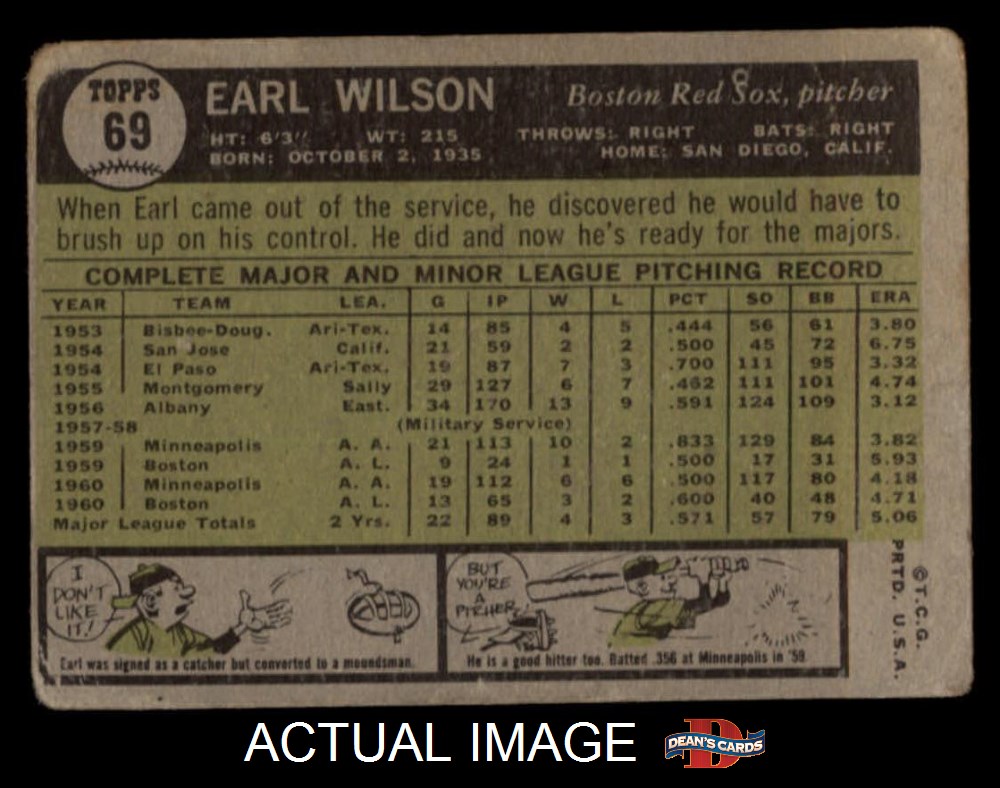 TOPPS
69
EARL WILSON
Boston Red Sox, pitcher
HT: 6'3" WT: 215 THROWS: RIGHT BATS: RIGHT
BORN: OCTOBER 2, 1935 HOME: SAN DIEGO, CALIF.
When Earl came out of the service, he discovered he would have to
brush up on his control. He did and now he's ready for the majors.
COMPLETE MAJOR AND MINOR LEAGUE PITCHING RECORD
YEAR TEAM LEA. G IP W L PCT SO BB ERA
1953 Bisbee-Doug. Ari-Tex. 14 85 4 5 .444 56 61 3.80
1954 San Jose Calif. 21 59 2 2 .500 45 72 6.75
1954 El Paso Ari-Tex. 19 87 7 3 .700 111 95 3.32
1955 Montgomery Sally 29 127 6 7 .462 111 101 4.74
1956 Albany East. 34 170 13 9 .591 124 109 3.12
1957-58 (Military Service)
1959 Minneapolis A. A. 21 113 10 2 .833 129 84 3.82
1959 Boston A. L. 9 24 1 1 .500 17 31 5.93
1960 Minneapolis A. A. 19 112 6 6 .500 117 80 4.18
1960 Boston A. L. 13 65 3 2 .600 40 48 4.71
Major League Totals 2 Yrs. 22 89 4 3 .571 57 79 5.06
I
DON'T
LIKE
IT!
Earl was signed as a catcher but converted to a moundsman.
BUT
YOU'RE
A
PITCHER
He is a good hitter too. Batted .356 at Minneapolis in '59.
©T.C.G.
PRTD. U.S.A.
ACTUAL IMAGE
DEAN'S CARDS